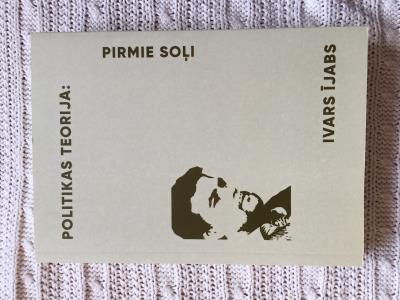 POLITIKAS TEORIJA:
PIRMIE SOĻI
IVARS ĪJABS